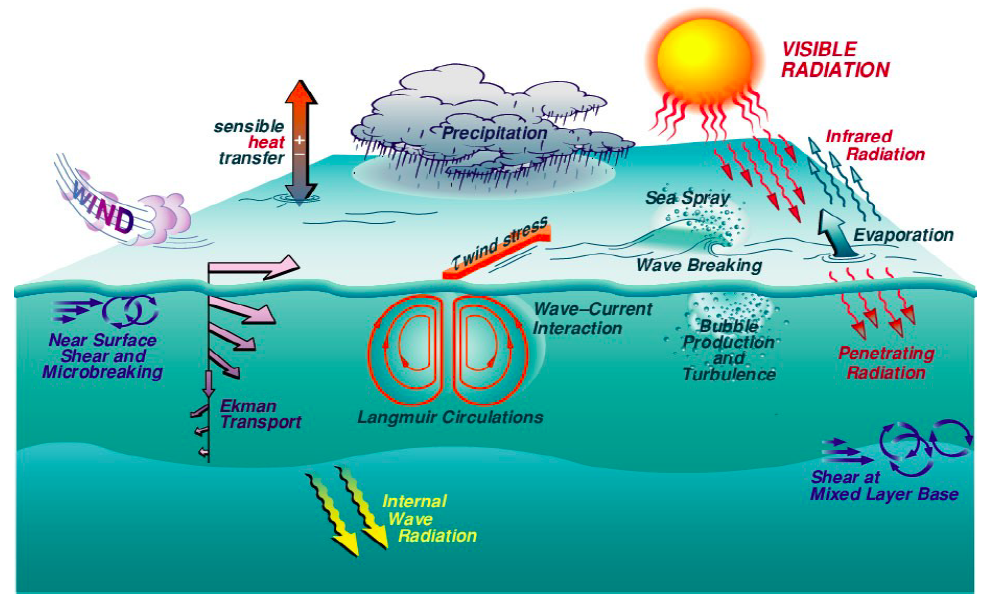 VISIBLE
RADIATION
sensible
heat
transfer
+
−
Precipitation
Infrared
Radiation
WIND
Sea Spray
τ wind stress
Evaporation
Wave Breaking
Near Surface
Shear and
Microbreaking
Wave–Current
Interaction
Bubble
Production
and
Turbulence
Penetrating
Radiation
Ekman
Transport
Langmuir Circulations
Shear at
Mixed Layer Base
Internal
Wave
Radiation